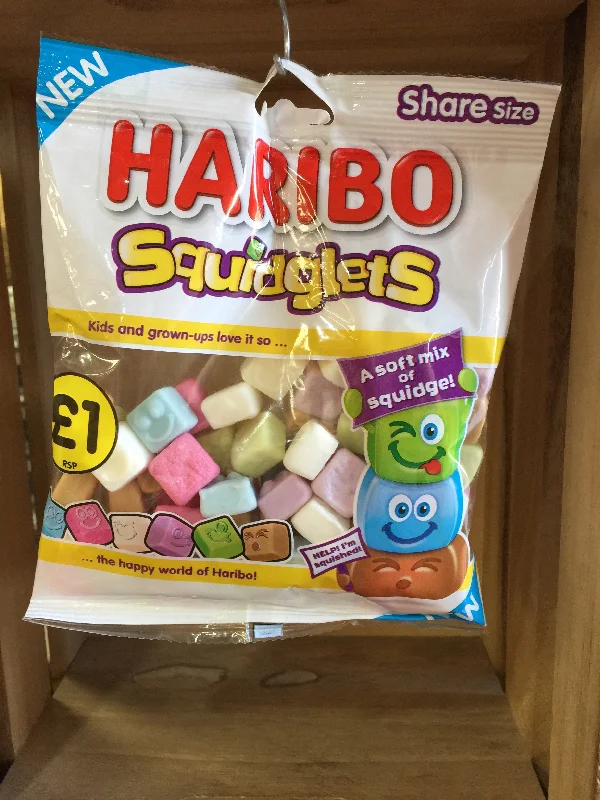 NEW
Share Size
HARIBO
Squidglets
Kids and grown-ups love it so ...
A soft mix
of
squidge!
£1
RSP
HELP! I'm
squished!
... the happy world of Haribo!